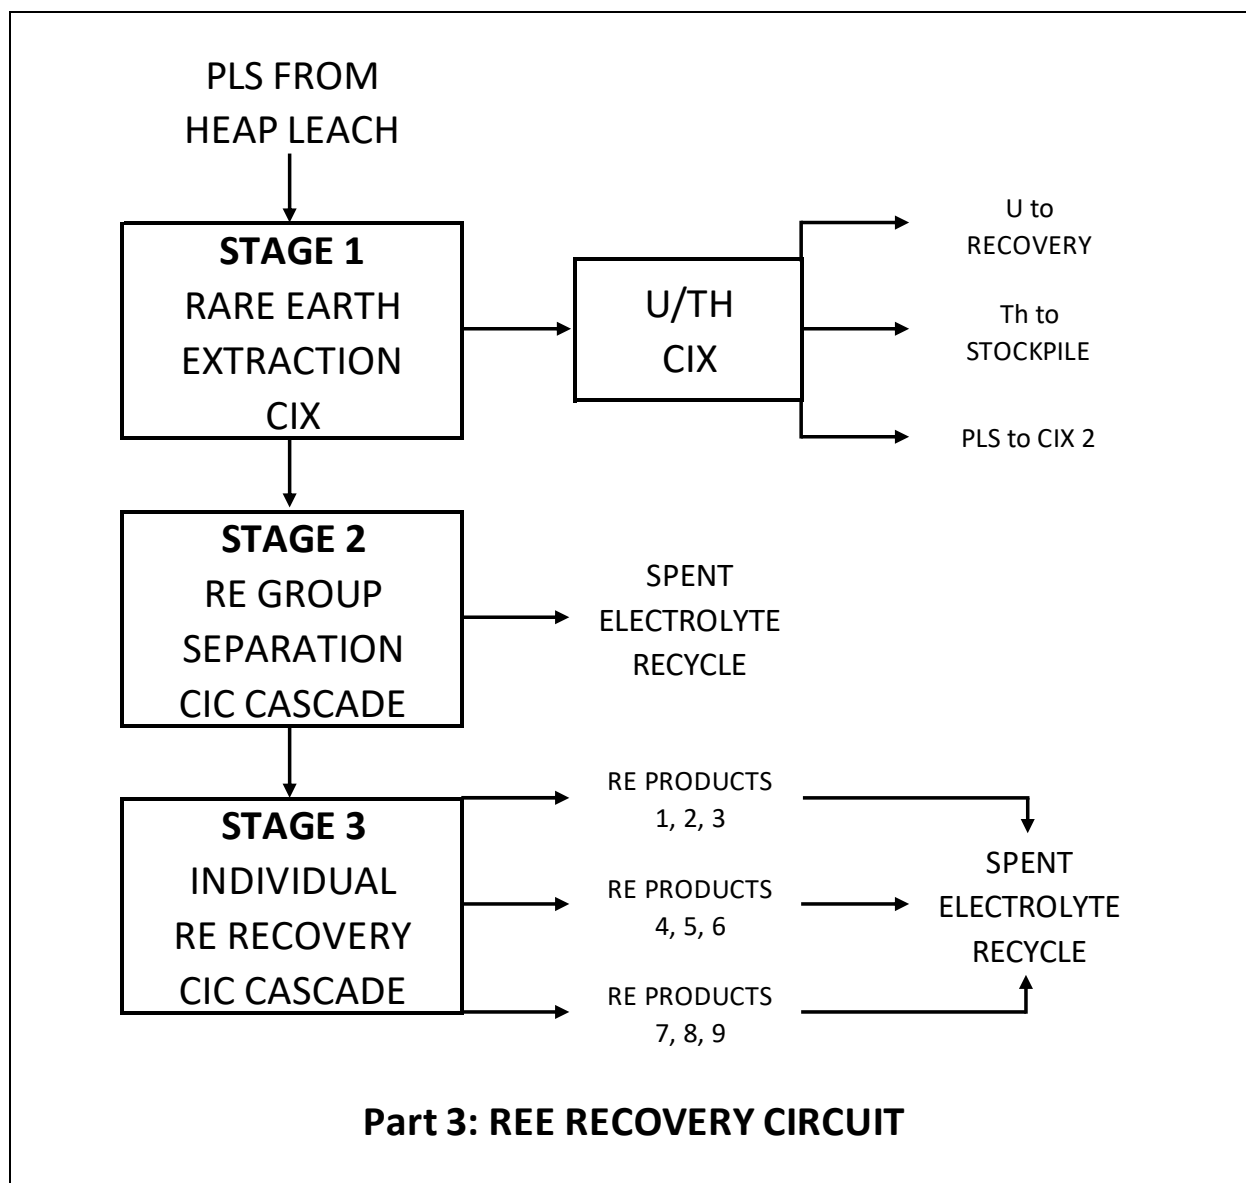 PLS FROM
HEAP LEACH
STAGE 1
RARE EARTH
EXTRACTION
CIX
U/TH
CIX
U to
RECOVERY
Th to
STOCKPILE
PLS to CIX 2
STAGE 2
RE GROUP
SEPARATION
CIC CASCADE
SPENT
ELECTROLYTE
RECYCLE
STAGE 3
INDIVIDUAL
RE RECOVERY
CIC CASCADE
RE PRODUCTS
1, 2, 3
RE PRODUCTS
4, 5, 6
RE PRODUCTS
7, 8, 9
SPENT
ELECTROLYTE
RECYCLE
Part 3: REE RECOVERY CIRCUIT